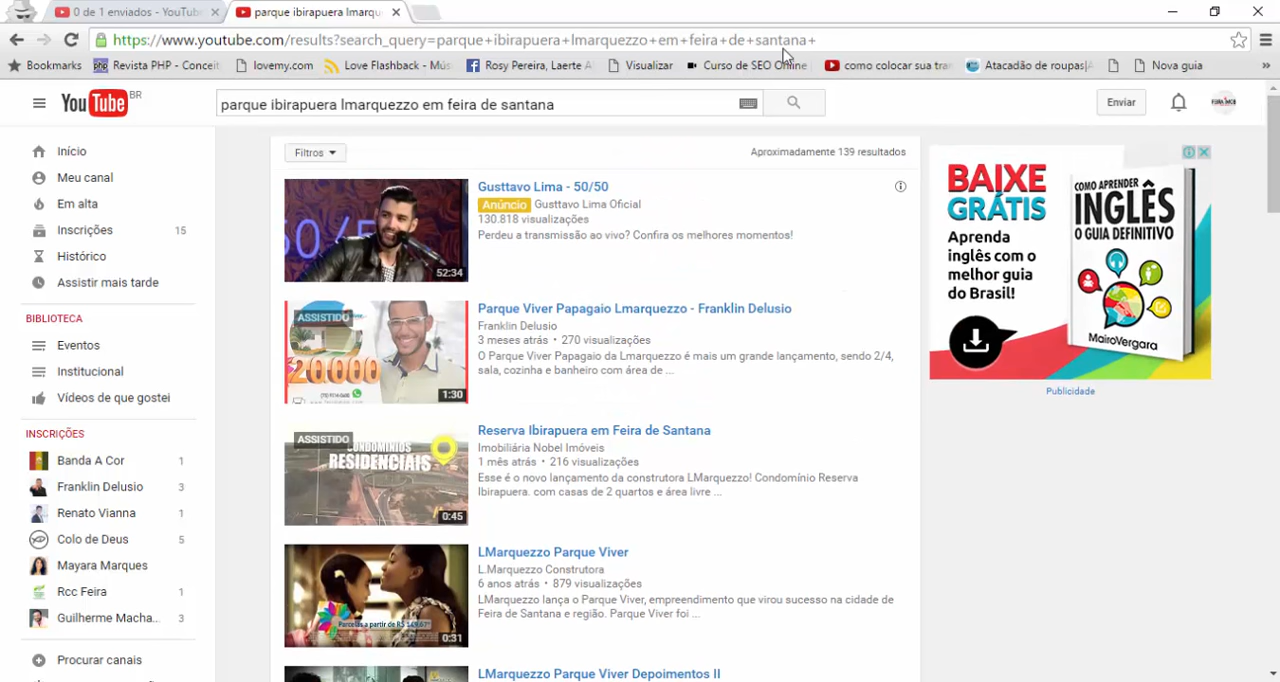 0 de 1 enviados - YouTube
parque ibirapuera lmarqu
https://www.youtube.com/results?search_query=parque+ibirapuera+lmarquezzo+em+feira+de+santana+
Bookmarks
Revista PHP - Conceit
lovemy.com
Love Flashback - Mús
Rosy Pereira, Laerte A
Visualizar
Curso de SEO Online
como colocar sua tran
Atacadão de roupas|
Nova guia
»
YouTube BR
parque ibirapuera lmarquezzo em feira de santana
Enviar
Início
Meu canal
Em alta
Inscrições 15
Histórico
Assistir mais tarde
BIBLIOTECA
Eventos
Institucional
Vídeos de que gostei
INSCRIÇÕES
Banda A Cor 1
Franklin Delusio 3
Renato Vianna 1
Colo de Deus 5
Mayara Marques
Rcc Feira 1
Guilherme Macha... 3
Procurar canais
Filtros
Aproximadamente 139 resultados
50/50
52:34
Gusttavo Lima - 50/50
Anúncio Gusttavo Lima Oficial
130.818 visualizações
Perdeu a transmissão ao vivo? Confira os melhores momentos!
ASSISTIDO
20.000
1:30
Parque Viver Papagaio Lmarquezzo - Franklin Delusio
Franklin Delusio
3 meses atrás • 270 visualizações
O Parque Viver Papagaio da Lmarquezzo é mais um grande lançamento, sendo 2/4,
sala, cozinha e banheiro com área de ...
ASSISTIDO
CONDOMÍNIOS
RESIDENCIAIS
0:45
Reserva Ibirapuera em Feira de Santana
Imobiliária Nobel Imóveis
1 mês atrás • 216 visualizações
Esse é o novo lançamento da construtora LMarquezzo! Condomínio Reserva
Ibirapuera. com casas de 2 quartos e área livre ...
Parcelas a partir de R$ 149,67*
0:31
LMarquezzo Parque Viver
L.Marquezzo Construtora
6 anos atrás • 879 visualizações
LMarquezzo lança o Parque Viver, empreendimento que virou sucesso na cidade de
Feira de Santana e região. Parque Viver foi ...
LMarquezzo Parque Viver Depoimentos II
BAIXE
GRÁTIS
Aprenda
inglês com o
melhor guia
do Brasil!
COMO APRENDER
INGLÊS
O GUIA DEFINITIVO
MairoVergara
Publicidade